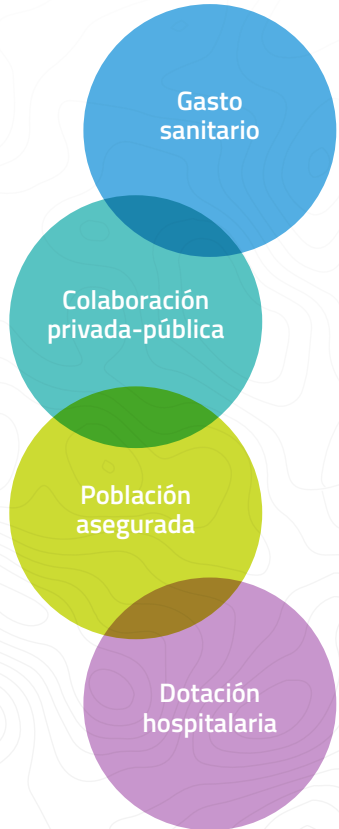 Gasto
sanitario
Colaboración
privada-pública
Población
asegurada
Dotación
hospitalaria